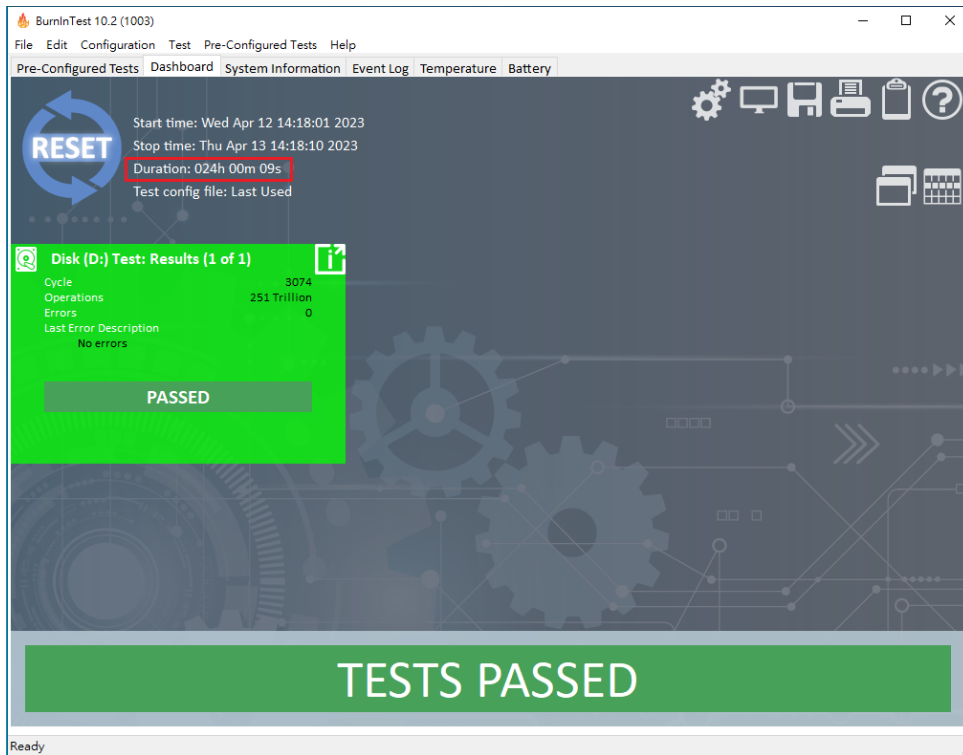 BurnInTest 10.2 (1003)
File Edit Configuration Test Pre-Configured Tests Help
Pre-Configured Tests Dashboard System Information Event Log Temperature Battery
RESET
Start time: Wed Apr 12 14:18:01 2023
Stop time: Thu Apr 13 14:18:10 2023
Duration: 024h 00m 09s
Test config file: Last Used
Disk (D:) Test: Results (1 of 1)
Cycle 3074
Operations 251 Trillion
Errors 0
Last Error Description
No errors
PASSED
TESTS PASSED
Ready